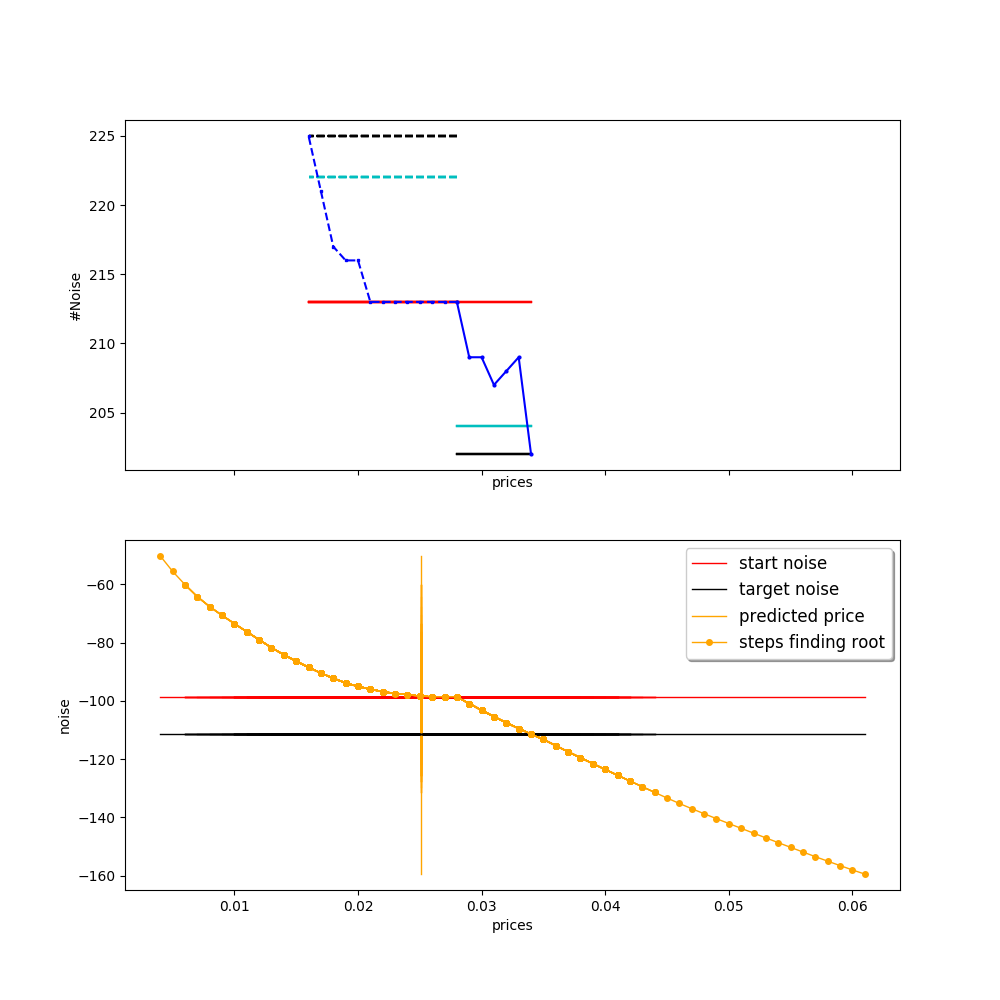 225
220
215
210
205
#Noise
prices
start noise
target noise
predicted price
steps finding root
−60
−80
−100
−120
−140
−160
noise
0.01 0.02 0.03 0.04 0.05 0.06
prices